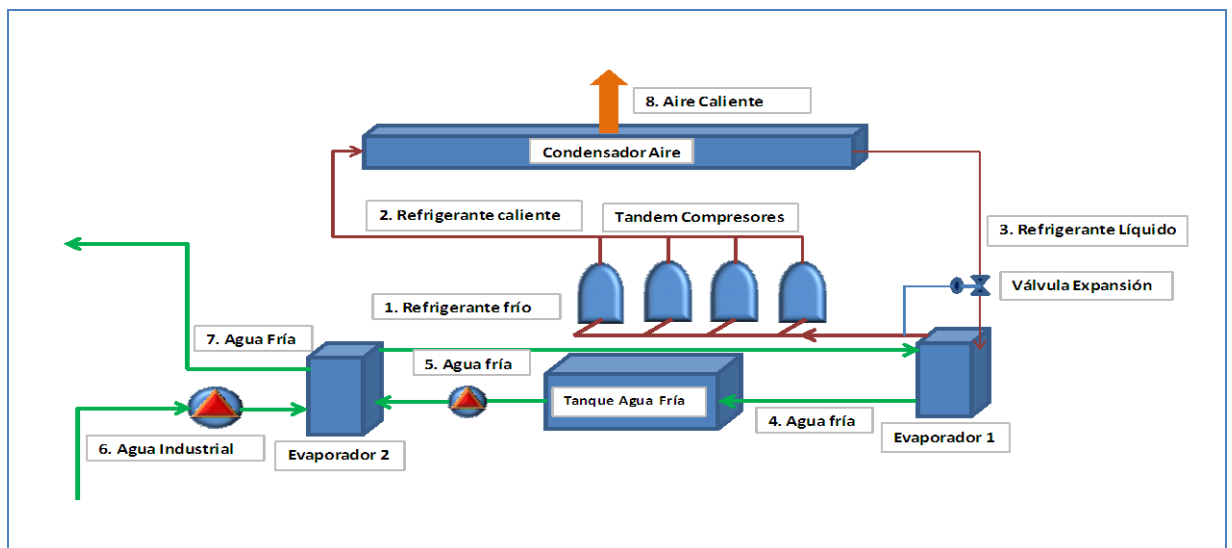 8. Aire Caliente
Condensador Aire
2. Refrigerante caliente
Tandem Compresores
3. Refrigerante Líquido
Válvula Expansión
1. Refrigerante frío
7. Agua Fría
5. Agua fría
Tanque Agua Fría
4. Agua fría
6. Agua Industrial
Evaporador 2
Evaporador 1